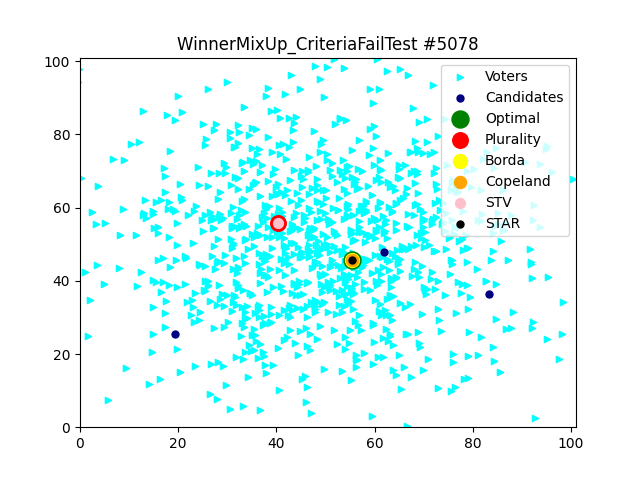 WinnerMixUp_CriteriaFailTest #5078
100
80
60
40
20
0
0
20
40
60
80
100
Voters
Candidates
Optimal
Plurality
Borda
Copeland
STV
STAR